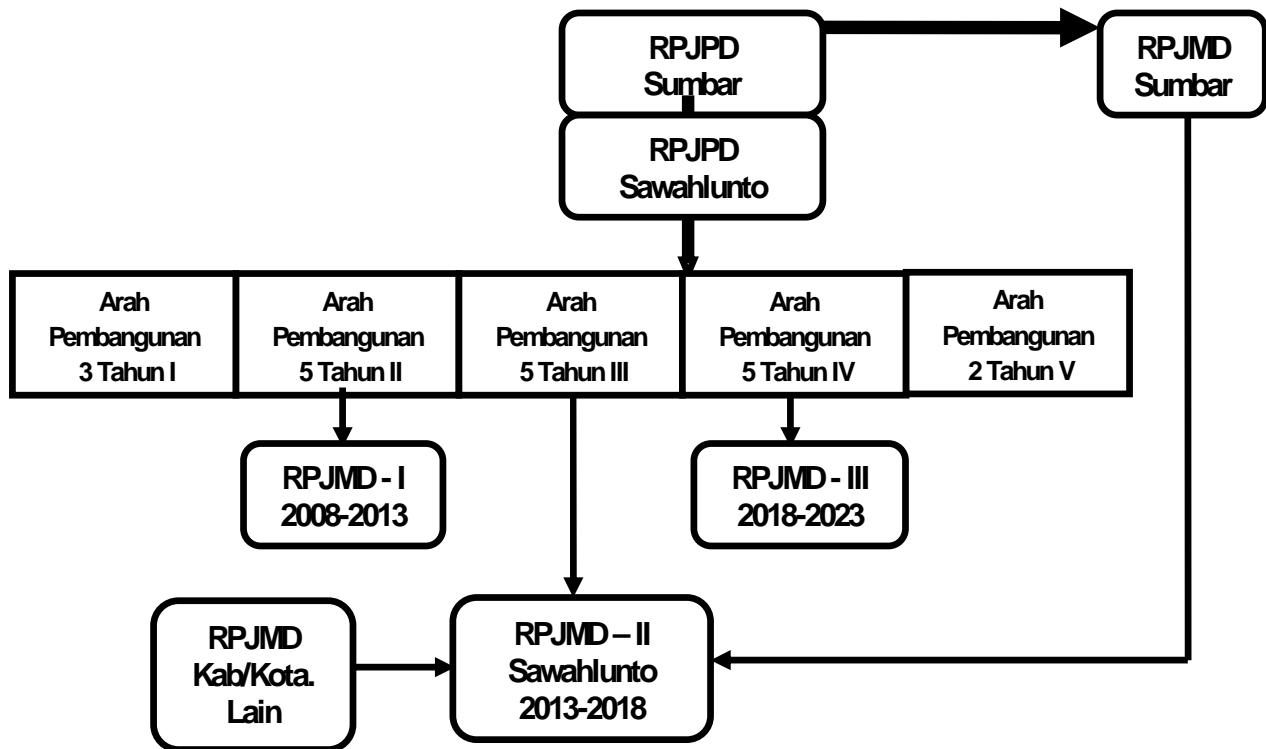 RPJPD
Sumbar
RPJMD
Sumbar
RPJPD
Sawahlunto
Arah
Pembangunan
3 Tahun I
Arah
Pembangunan
5 Tahun II
Arah
Pembangunan
5 Tahun III
Arah
Pembangunan
5 Tahun IV
Arah
Pembangunan
2 Tahun V
RPJMD - I
2008-2013
RPJMD - III
2018-2023
RPJMD
Kab/Kota.
Lain
RPJMD – II
Sawahlunto
2013-2018